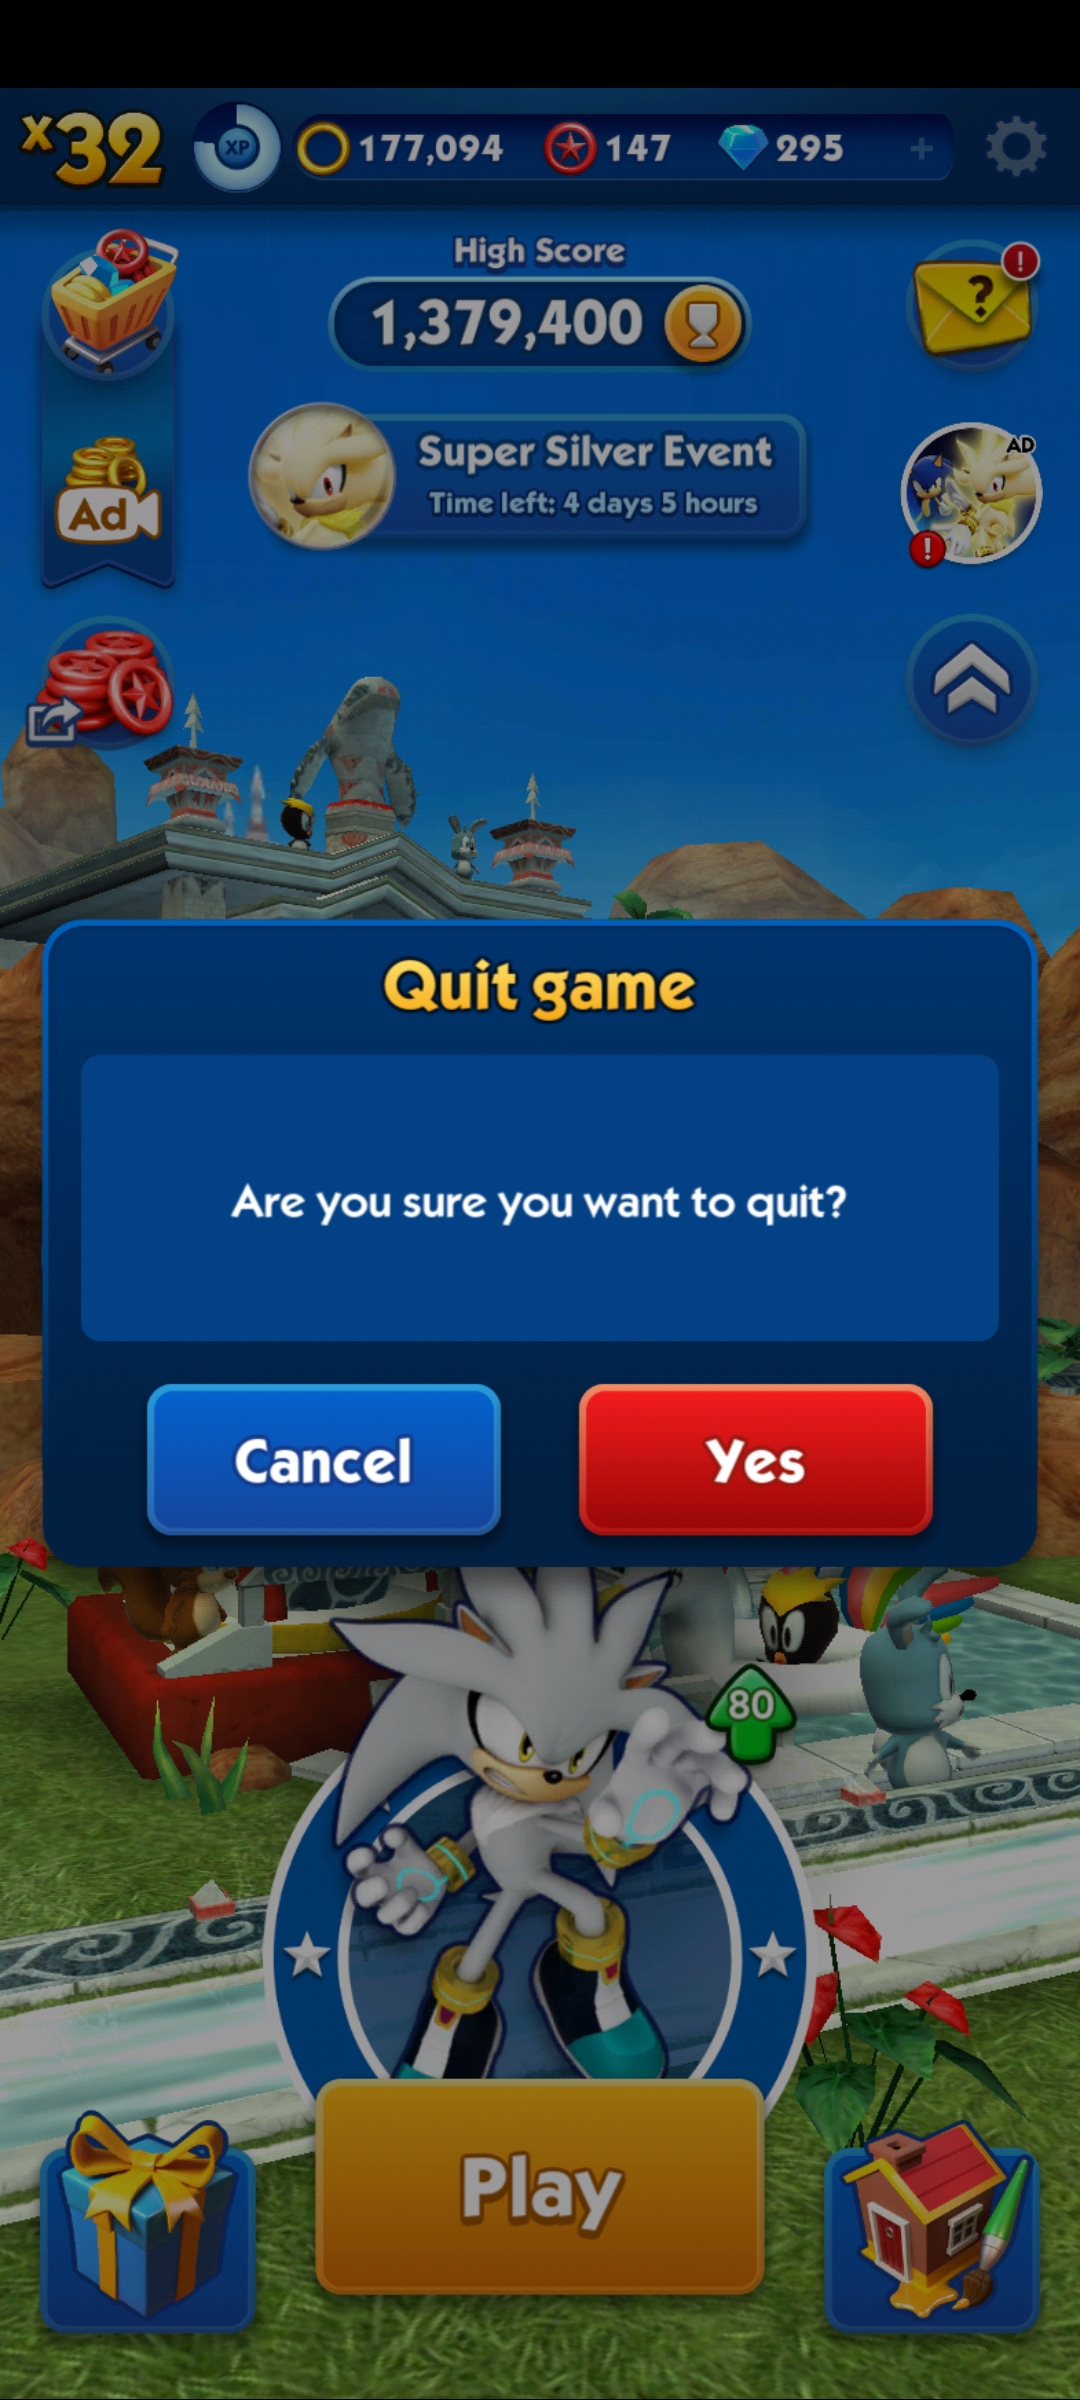 x32
XP
177,094
147
295
+
High Score
1,379,400
!
?
Super Silver Event
Time left: 4 days 5 hours
AD
!
Ad
Quit game
Are you sure you want to quit?
Cancel
Yes
80
Play